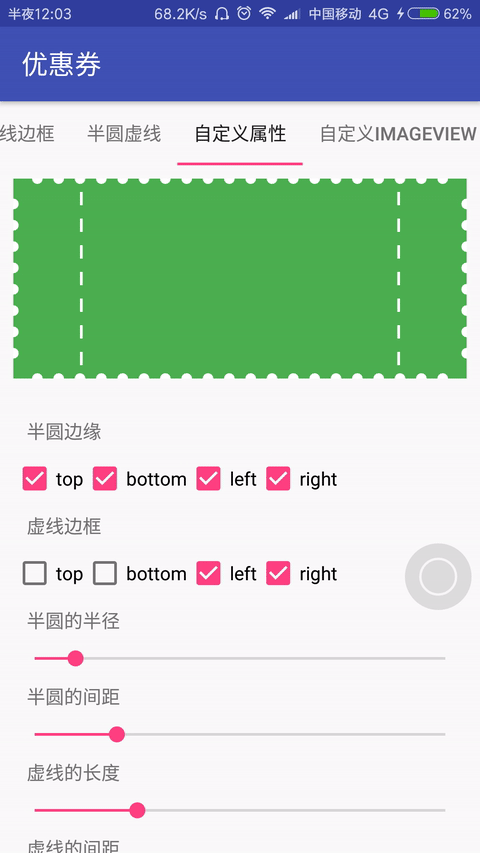 半夜12:03 68.2K/s 中国移动 4G 62%
优惠券
线边框 半圆虚线 自定义属性 自定义IMAGEVIEW
半圆边缘
top bottom left right
虚线边框
top bottom left right
半圆的半径
半圆的间距
虚线的长度
虚线的间距